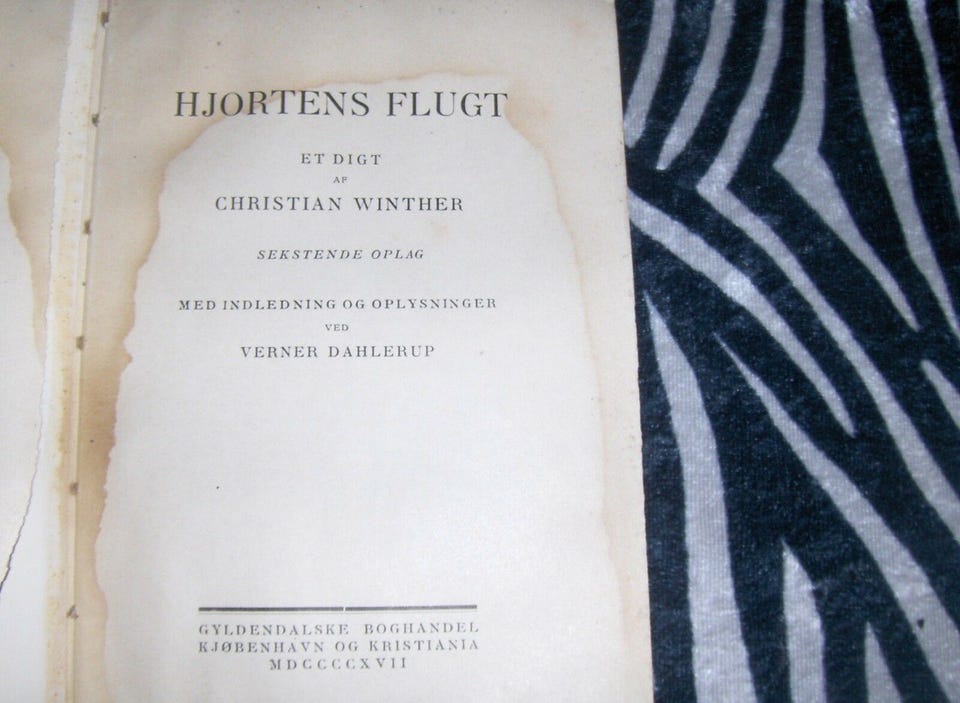 HJORTENS FLUGT
ET DIGT
AF
CHRISTIAN WINTHER
SEKSTENDE OPLAG
MED INDLEDNING OG OPLYSNINGER
VED
VERNER DAHLERUP
GYLDENDALSKE BOGHANDEL
KJØBENHAVN OG KRISTIANIA
MDCCCCXVII